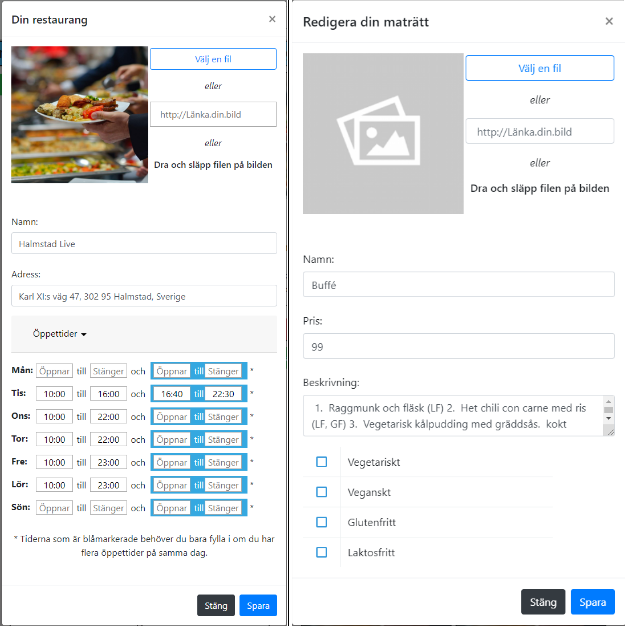 Din restaurang ×
Välj en fil
eller
http://Länka.din.bild
eller
Dra och släpp filen på bilden
Namn:
Halmstad Live
Adress:
Karl XI:s väg 47, 302 95 Halmstad, Sverige
Öppettider
Mån: Öppnar till Stänger och Öppnar till Stänger *
Tis: 10:00 till 16:00 och 16:40 till 22:30 *
Ons: 10:00 till 22:00 och Öppnar till Stänger *
Tor: 10:00 till 22:00 och Öppnar till Stänger *
Fre: 10:00 till 23:00 och Öppnar till Stänger *
Lör: 10:00 till 23:00 och Öppnar till Stänger *
Sön: Öppnar till Stänger och Öppnar till Stänger *
* Tiderna som är blåmarkerade behöver du bara fylla i om du har
flera öppettider på samma dag.
Stäng Spara
Redigera din maträtt ×
Välj en fil
eller
http://Länka.din.bild
eller
Dra och släpp filen på bilden
Namn:
Buffé
Pris:
99
Beskrivning:
1. Raggmunk och fläsk (LF) 2. Het chili con carne med ris
(LF, GF) 3. Vegetarisk kålpudding med gräddsås. kokt
Vegetariskt
Veganskt
Glutenfritt
Laktosfritt
Stäng Spara